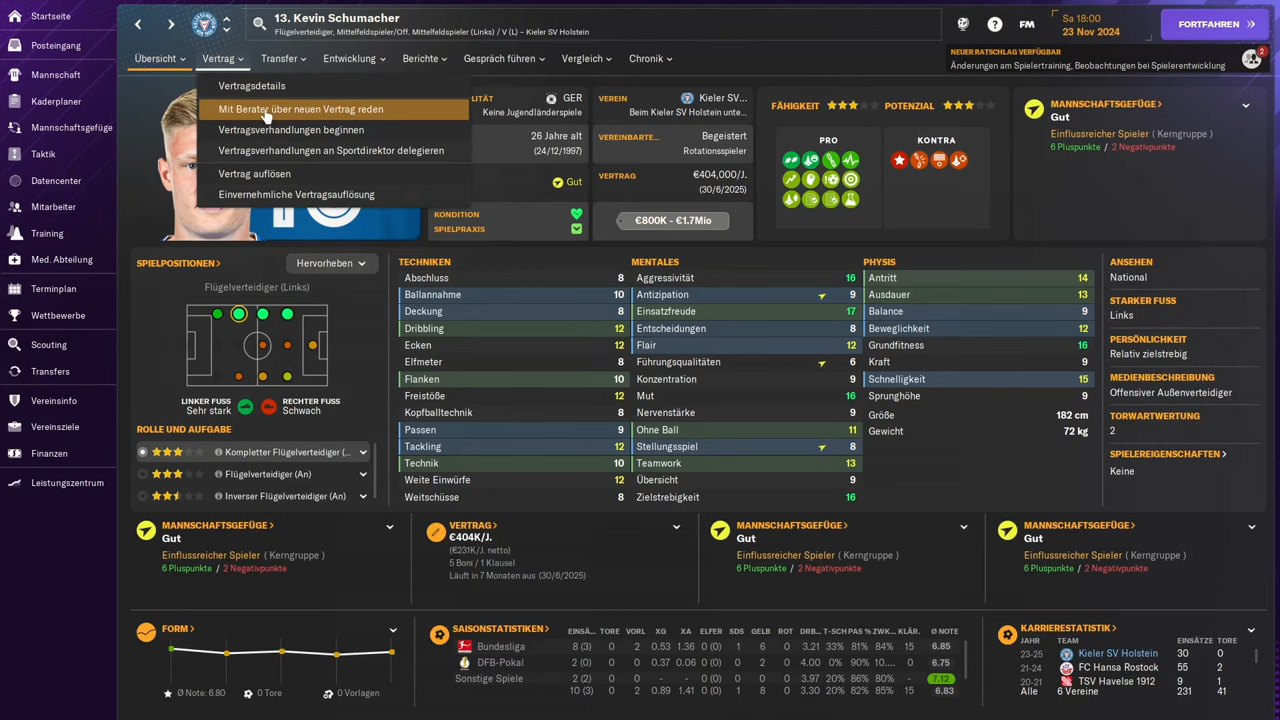 Startseite
Posteingang
Mannschaft
Kaderplaner
Mannschaftsgefüge
Taktik
Datencenter
Mitarbeiter
Training
Med. Abteilung
Terminplan
Wettbewerbe
Scouting
Transfers
Vereinsinfo
Vereinsziele
Finanzen
Leistungszentrum
13. Kevin Schumacher
Flügelverteidiger, Mittelfeldspieler/Off. Mittelfeldspieler (Links) / V (L) – Kieler SV Holstein
FM
Sa 18:00
23 Nov 2024
FORTFAHREN
NEUER RATSCHLAG VERFÜGBAR
Änderungen am Spielertraining, Beobachtungen bei Spielerentwicklung
2
Übersicht Vertrag Transfer Entwicklung Berichte Gespräch führen Vergleich Chronik
Vertragsdetails
Mit Berater über neuen Vertrag reden
Vertragsverhandlungen beginnen
Vertragsverhandlungen an Sportdirektor delegieren
Vertrag auflösen
Einvernehmliche Vertragsauflösung
LITÄT GER
Keine Jugendländerspiele
26 Jahre alt
(24/12/1997)
Gut
KONDITION
SPIELPRAXIS
VEREIN Kieler SV...
Beim Kieler SV Holstein unte...
VEREINBARTE... Begeistert
Rotationsspieler
VERTRAG €404,000/J.
(30/6/2025)
€800K - €1.7Mio
FÄHIGKEIT POTENZIAL
PRO KONTRA
MANNSCHAFTSGEFÜGE
Gut
Einflussreicher Spieler (Kerngruppe)
6 Pluspunkte / 2 Negativpunkte
SPIELPOSITIONEN Hervorheben
Flügelverteidiger (Links)
LINKER FUSS
Sehr stark
RECHTER FUSS
Schwach
ROLLE UND AUFGABE
Kompletter Flügelverteidiger (...
Flügelverteidiger (An)
Inverser Flügelverteidiger (An)
TECHNIKEN
Abschluss 8
Ballannahme 10
Deckung 8
Dribbling 12
Ecken 12
Elfmeter 8
Flanken 10
Freistöße 12
Kopfballtechnik 8
Passen 9
Tackling 12
Technik 10
Weite Einwürfe 12
Weitschüsse 8
MENTALES
Aggressivität 16
Antizipation 9
Einsatzfreude 17
Entscheidungen 8
Flair 12
Führungsqualitäten 6
Konzentration 9
Mut 16
Nervenstärke 9
Ohne Ball 11
Stellungsspiel 8
Teamwork 13
Übersicht 9
Zielstrebigkeit 16
PHYSIS
Antritt 14
Ausdauer 13
Balance 9
Beweglichkeit 12
Grundfitness 16
Kraft 9
Schnelligkeit 15
Sprunghöhe 9
Größe 182 cm
Gewicht 72 kg
ANSEHEN
National
STARKER FUSS
Links
PERSÖNLICHKEIT
Relativ zielstrebig
MEDIENBESCHREIBUNG
Offensiver Außenverteidiger
TORWARTWERTUNG
2
SPIELEREIGENSCHAFTEN
Keine
MANNSCHAFTSGEFÜGE
Gut
Einflussreicher Spieler ( Kerngruppe )
6 Pluspunkte / 2 Negativpunkte
VERTRAG
€404K/J.
(€231K/J. netto)
5 Boni / 1 Klausel
Läuft in 7 Monaten aus (30/6/2025)
MANNSCHAFTSGEFÜGE
Gut
Einflussreicher Spieler ( Kerngruppe )
6 Pluspunkte / 2 Negativpunkte
MANNSCHAFTSGEFÜGE
Gut
Einflussreicher Spieler ( Kerngruppe )
6 Pluspunkte / 2 Negativpunkte
FORM
Ø Note: 6.80 0 Tore 0 Vorlagen
SAISONSTATISTIKEN EINSÄ... TORE VORL XG XA ELFER SDS GELB ROT DRB... T-SCH PAS % ZWK... KLÄR. Ø NOTE
Bundesliga 8 (3) 0 2 0.53 1.36 0 (0) 1 6 0 3.21 33% 81% 84% 15 6.85
DFB-Pokal 2 (0) 0 0 0.37 0.06 0 (0) 0 2 0 4.00 0% 90% 10.... - 6.75
Sonstige Spiele 2 (2) 0 0 - - 0 (0) 0 0 0 3.97 20% 86% 80% - 7.12
10 (3) 0 2 0.89 1.41 0 (0) 1 8 0 3.30 20% 82% 85% 15 6.83
KARRIERESTATISTIK
JAHR TEAM EINSÄTZE TORE
23-25 Kieler SV Holstein 30 0
21-24 FC Hansa Rostock 55 2
20-21 TSV Havelse 1912 9 1
Alle 6 Vereine 231 41